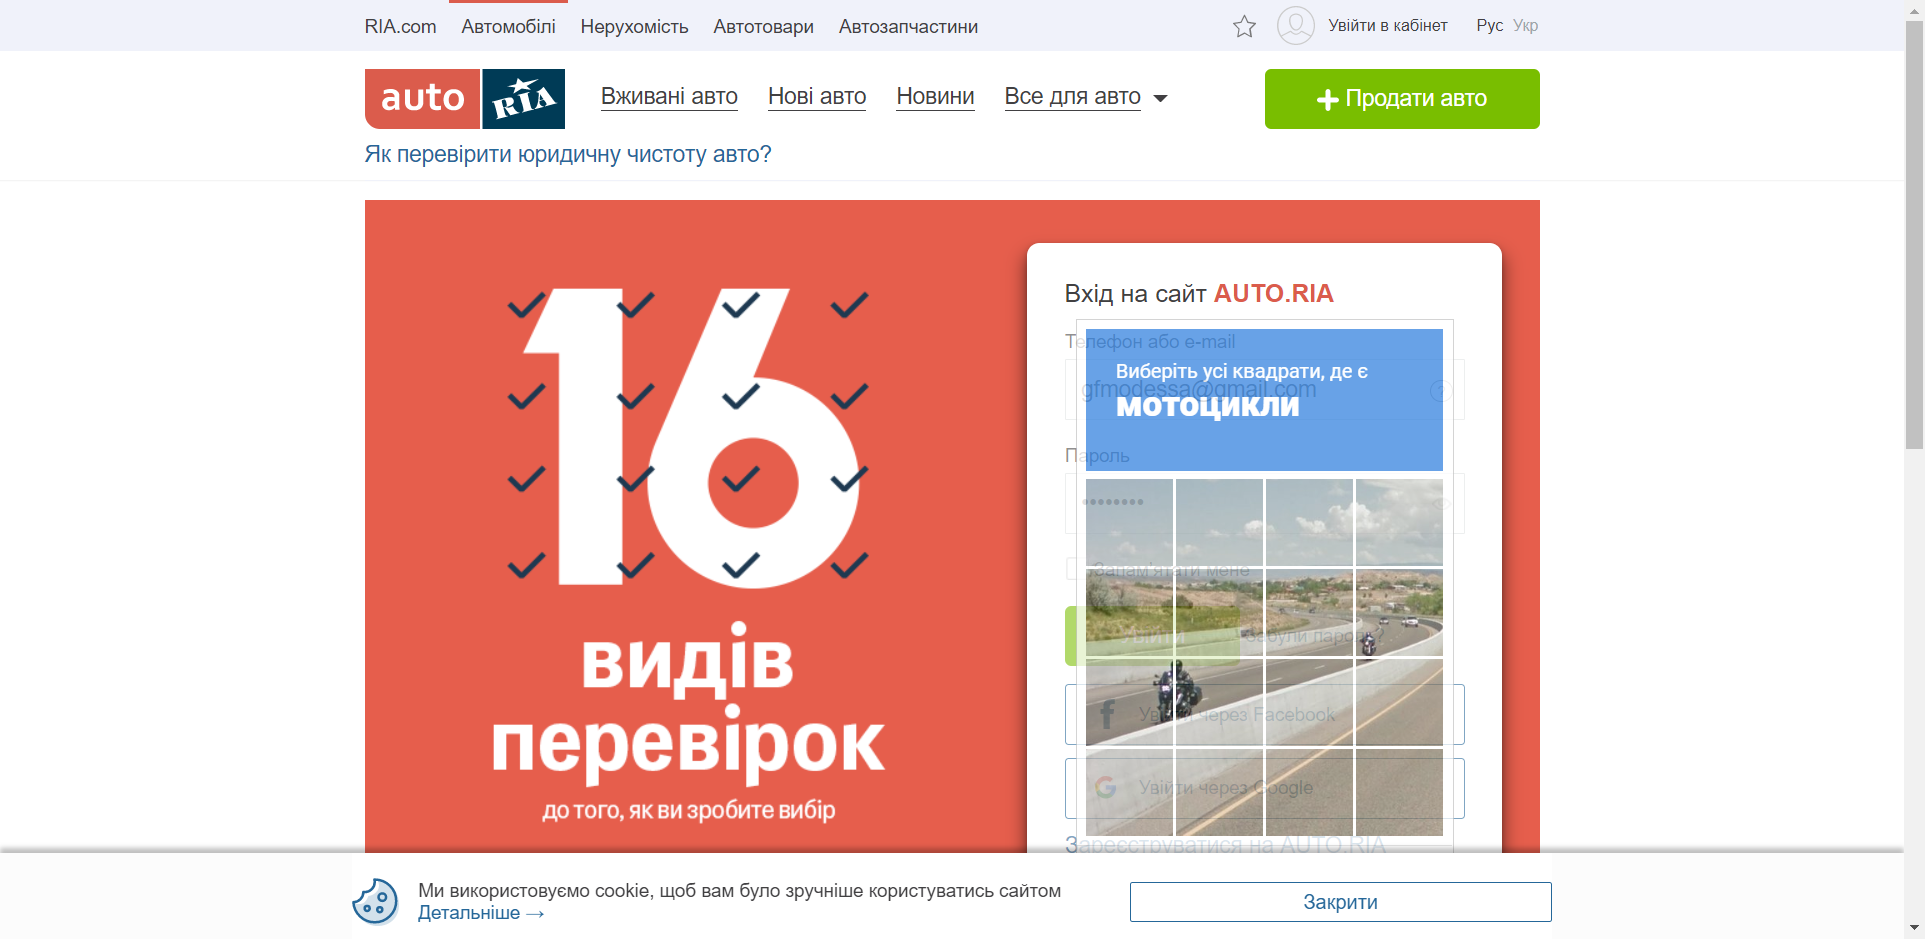 RIA.com Автомобілі Нерухомість Автотовари Автозапчастини Увійти в кабінет Рус Укр
auto RIA Вживані авто Нові авто Новини Все для авто Продати авто
Як перевірити юридичну чистоту авто?
16
видів
перевірок
до того, як ви зробите вибір
Вхід на сайт AUTO.RIA
Телефон або e-mail
Виберіть усі квадрати, де є
gfmodessa@gmail.com
мотоцикли
Пароль
Запам'ятати мене
Увійти Забули пароль?
Увійти через Facebook
Увійти через Google
Зареєструватися на AUTO.RIA
Ми використовуємо cookie, щоб вам було зручніше користуватись сайтом
Детальніше →
Закрити